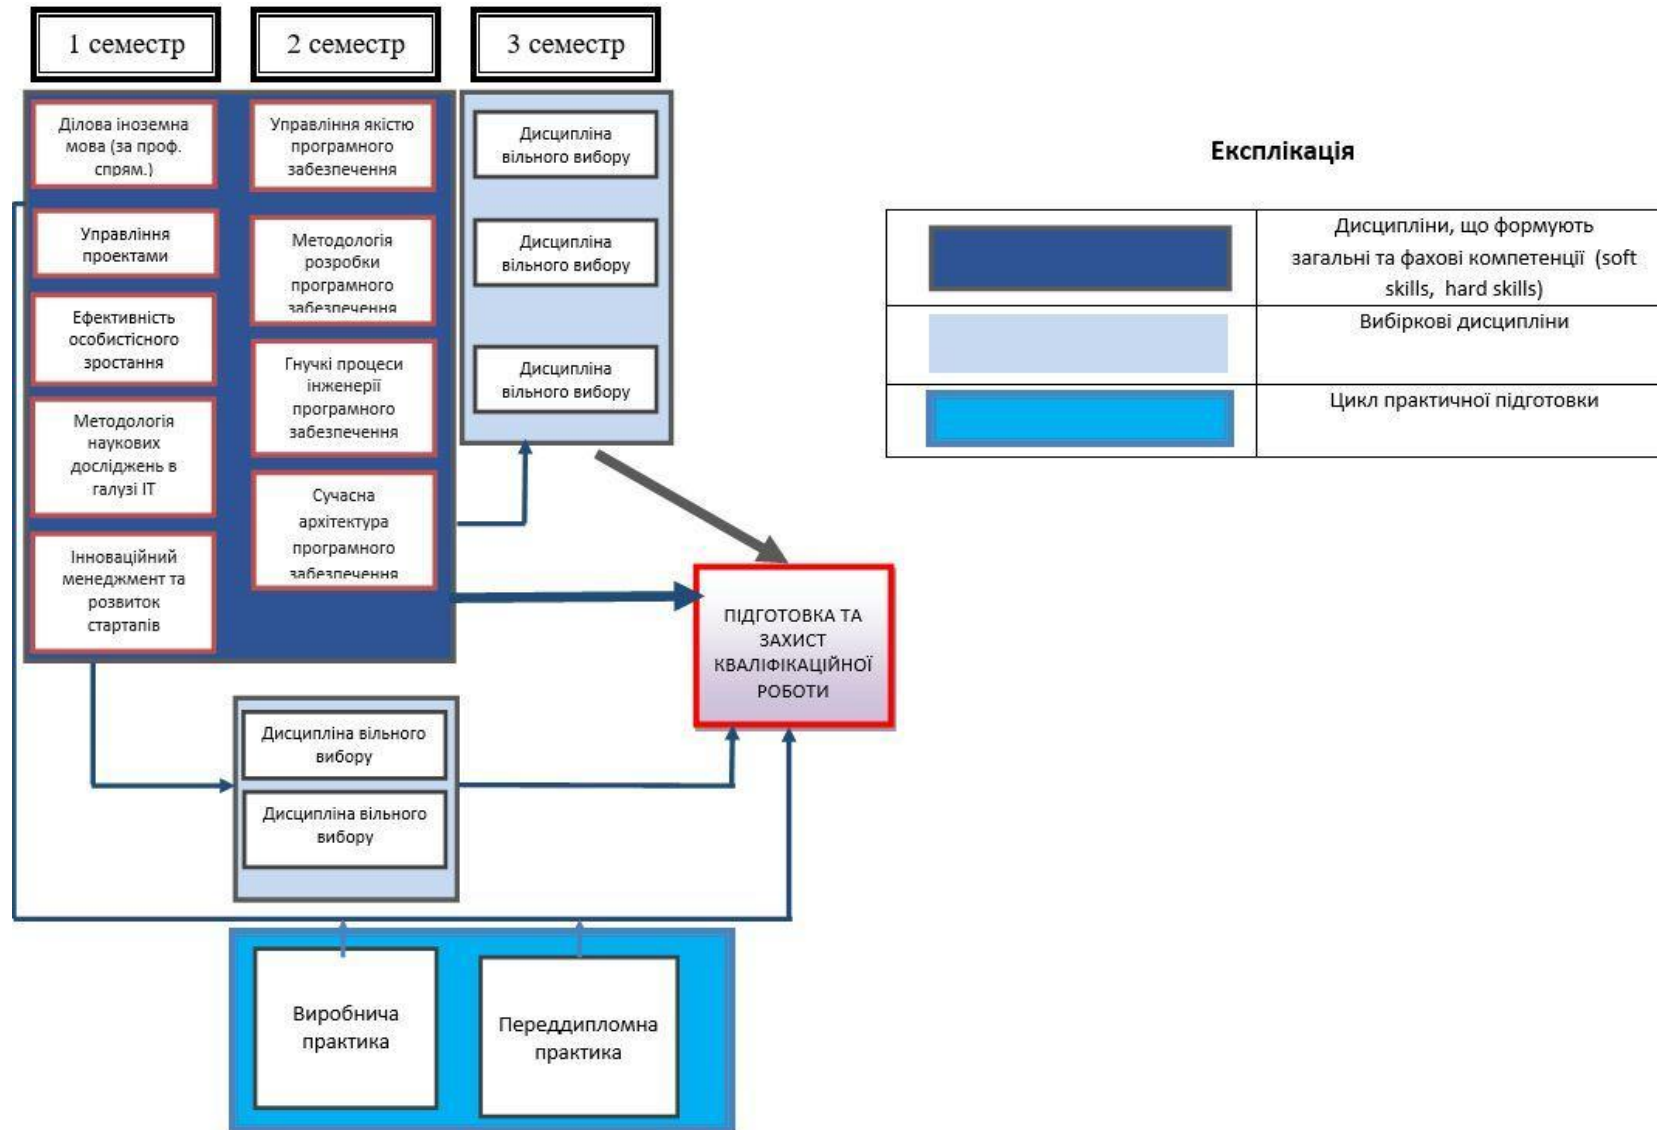 1 семестр
2 семестр
3 семестр
Ділова іноземна
мова (за проф.
спрям.)
Управління
проектами
Ефективність
особистісного
зростання
Методологія
наукових
досліджень в
галузі ІТ
Інноваційний
менеджмент та
розвиток
стартапів
Управління якістю
програмного
забезпечення
Методологія
розробки
програмного
забезпечення
Гнучкі процеси
інженерії
програмного
забезпечення
Сучасна
архітектура
програмного
забезпечення
Дисципліна
вільного вибору
Дисципліна
вільного вибору
Дисципліна
вільного вибору
Експлікація
Дисципліни, що формують
загальні та фахові компетенції (soft
skills, hard skills)
Вибіркові дисципліни
Цикл практичної підготовки
ПІДГОТОВКА ТА
ЗАХИСТ
КВАЛІФІКАЦІЙНОЇ
РОБОТИ
Дисципліна вільного
вибору
Дисципліна вільного
вибору
Виробнича
практика
Переддипломна
практика